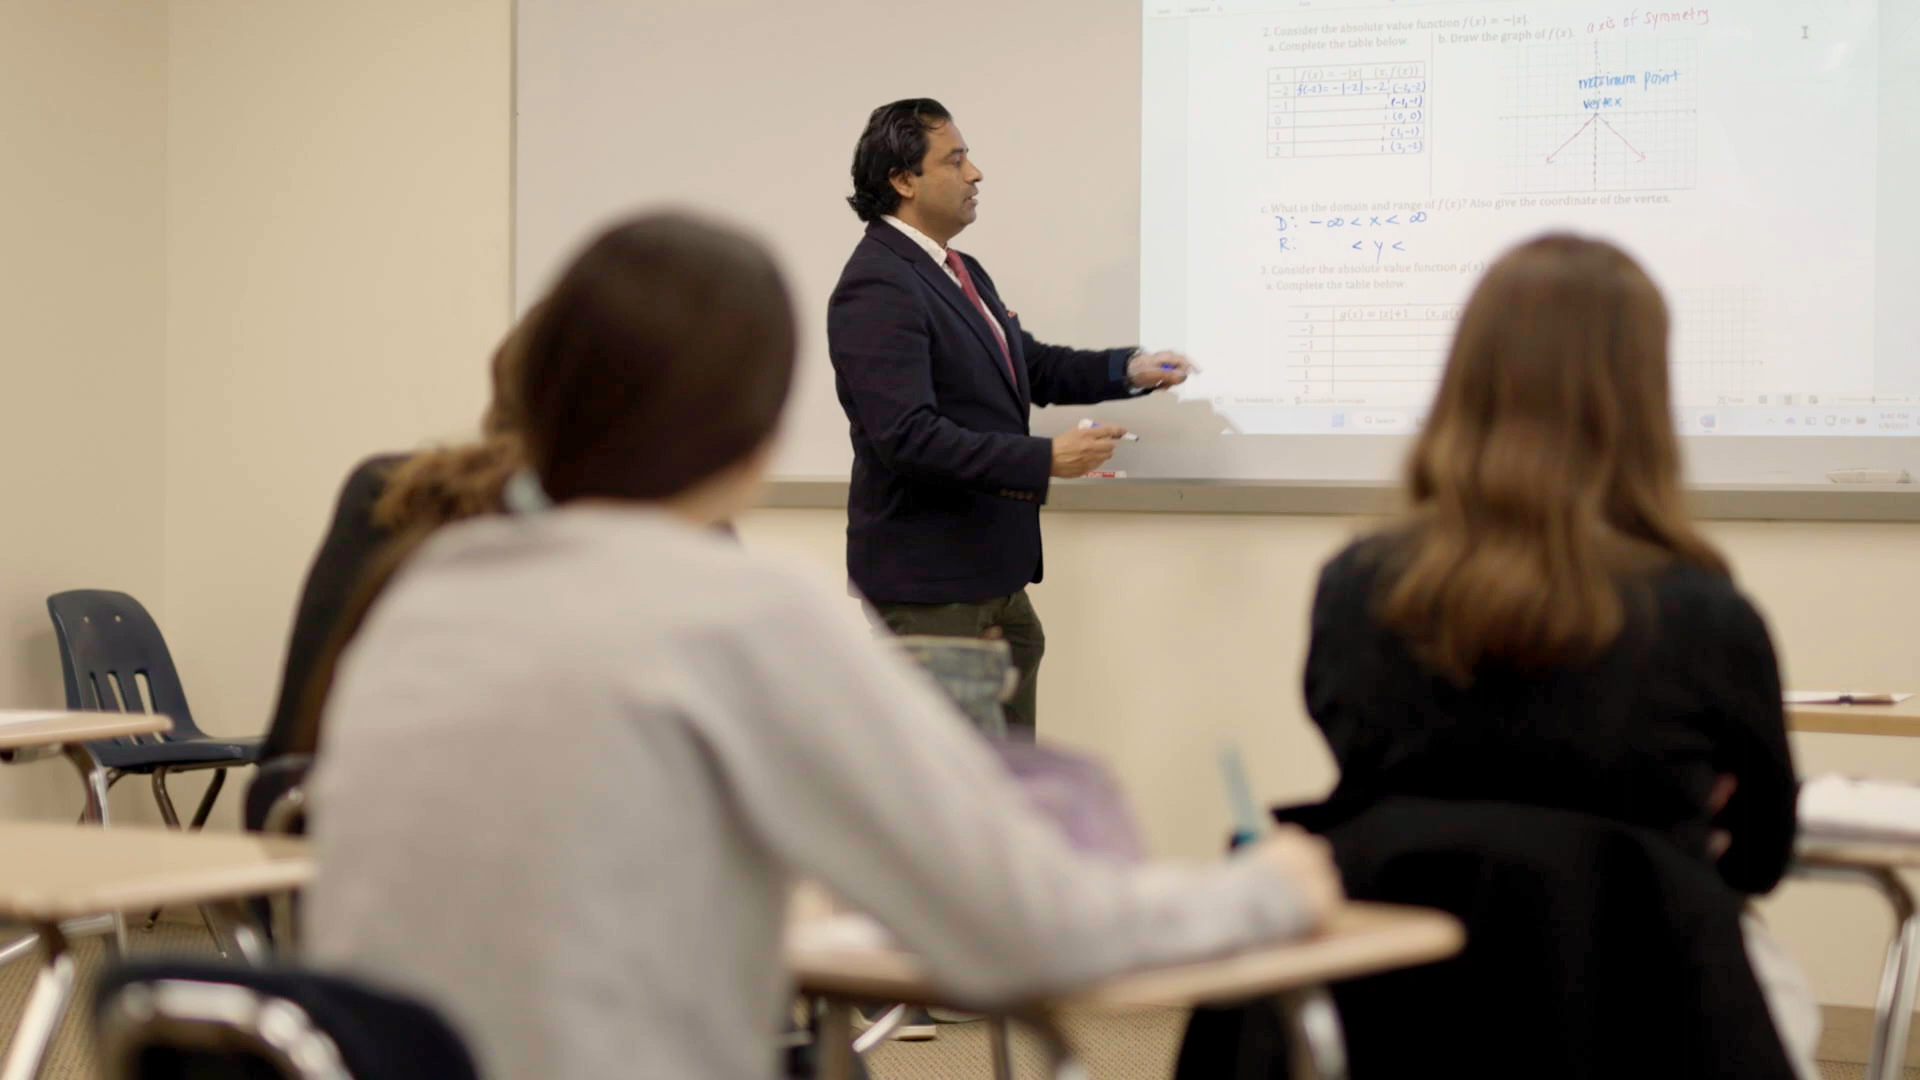 2. Consider the absolute value function f(x) = −|x|.
axis of symmetry
a. Complete the table below.
b. Draw the graph of f(x).
x f(x) = −|x| (x, f(x))
−2 f(-2) = -|-2| = -2 (-2,-2)
−1 (-1,-1)
0 (0, 0)
1 (1,-1)
2 (2,-2)
maximum point
vertex
c. What is the domain and range of f(x)? Also give the coordinate of the vertex.
D: -∞ < x < ∞
R: < y <
3. Consider the absolute value function g(x)
a. Complete the table below.
x g(x) = |x|+1
−2
−1
0
1
2
Search